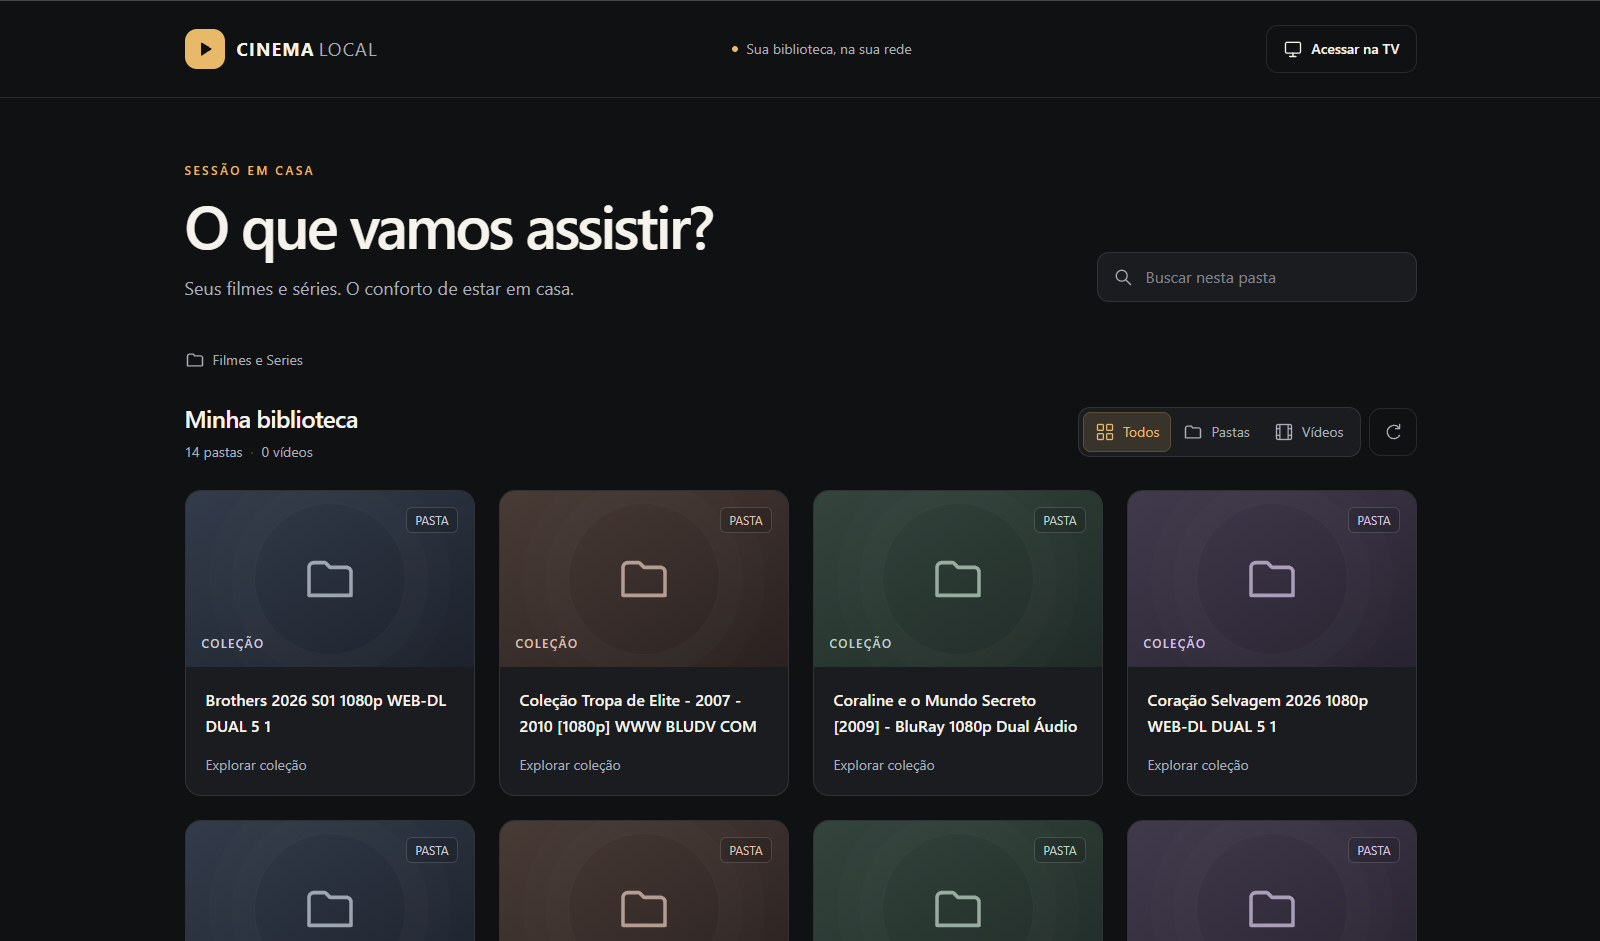 CINEMA LOCAL
Sua biblioteca, na sua rede
Acessar na TV
SESSÃO EM CASA
O que vamos assistir?
Seus filmes e séries. O conforto de estar em casa.
Buscar nesta pasta
Filmes e Series
Minha biblioteca
14 pastas · 0 vídeos
Todos
Pastas
Vídeos
PASTA
COLEÇÃO
Brothers 2026 S01 1080p WEB-DL
DUAL 5 1
Explorar coleção
PASTA
COLEÇÃO
Coleção Tropa de Elite - 2007 -
2010 [1080p] WWW BLUDV COM
Explorar coleção
PASTA
COLEÇÃO
Coraline e o Mundo Secreto
[2009] - BluRay 1080p Dual Áudio
Explorar coleção
PASTA
COLEÇÃO
Coração Selvagem 2026 1080p
WEB-DL DUAL 5 1
Explorar coleção
PASTA
PASTA
PASTA
PASTA